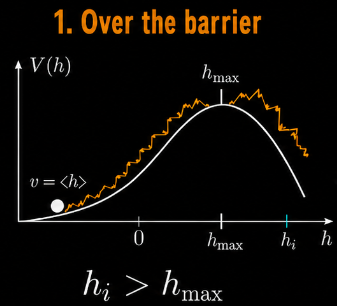 1. Over the barrier
V(h)
h_max
v = <h>
0
h_max
h_i
h
h_i > h_max